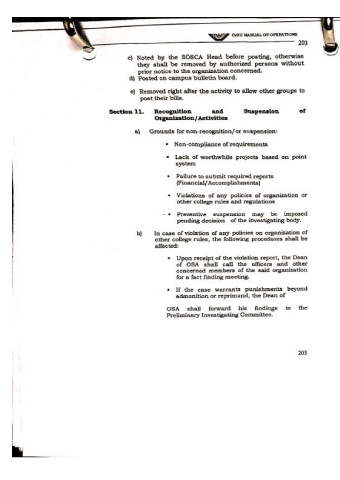 CNSU MANUAL OF OPERATIONS
203
c) Noted by the SOSCA Head before posting, otherwise
they shall be removed by authorized persons without
prior notice to the organization concerned.
d) Posted on campus bulletin board.
e) Removed right after the activity to allow other groups to
post their bills.
Section 11. Recognition and Suspension of
Organization/Activities
a) Grounds for non-recognition/or suspension:
• Non-compliance of requirements
• Lack of worthwhile projects based on point
system
• Failure to submit required reports
(Financial/Accomplishments)
• Violations of any policies of organization or
other college rules and regulations
• Preventive suspension may be imposed
pending decision of the investigating body.
b) In case of violation of any policies on organization of
other college rules, the following procedures shall be
affected:
• Upon receipt of the violation report, the Dean
of OSA shall call the officers and other
concerned members of the said organization
for a fact finding meeting.
• If the case warrants punishments beyond
admonition or reprimand, the Dean of
OSA shall forward his findings to the
Preliminary Investigating Committee.
203